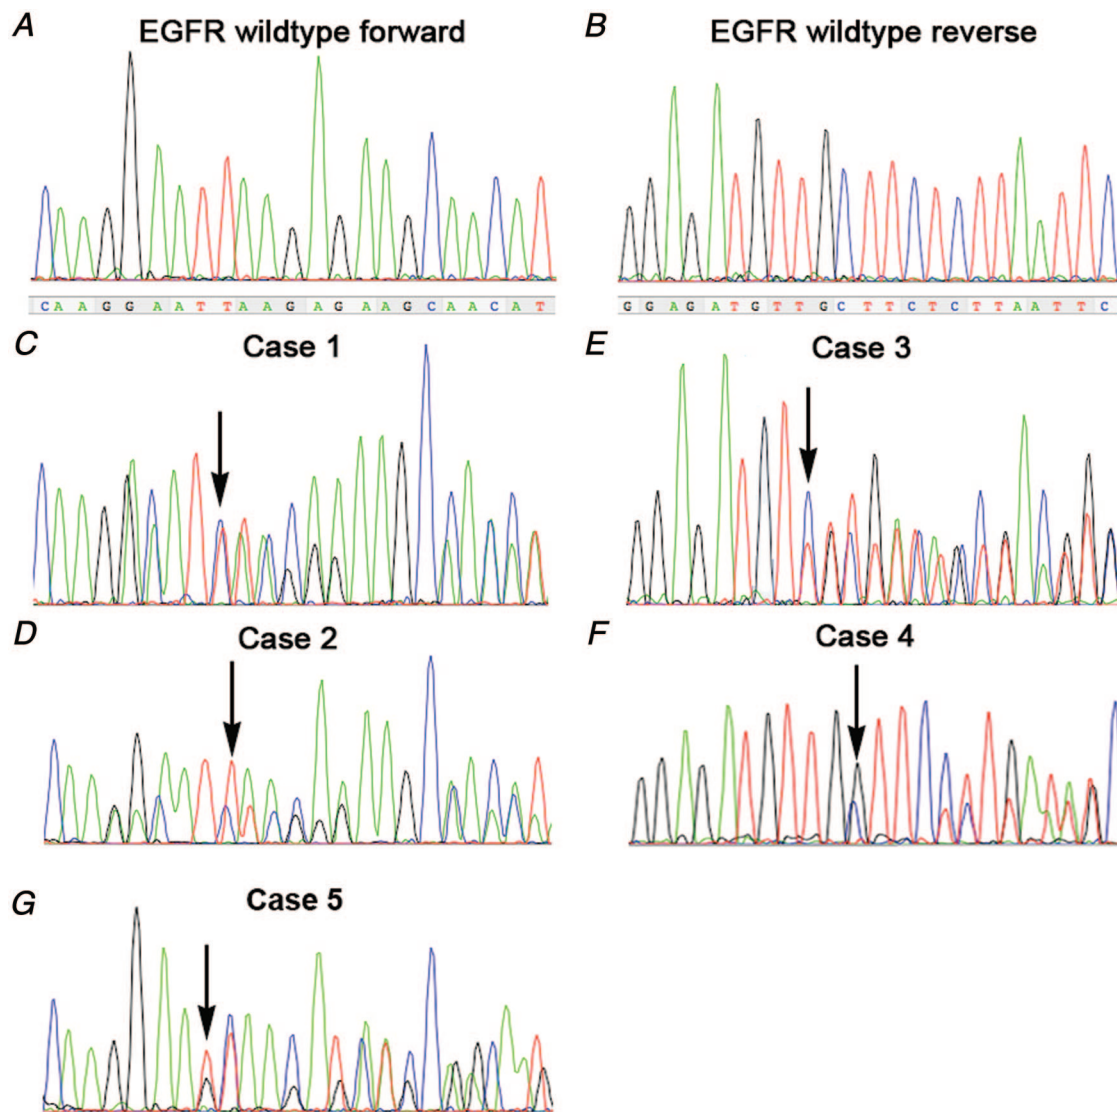 A
EGFR wildtype forward
B
EGFR wildtype reverse
C A A G G A A T T A A G A G A A G C A A C A T
G G A G A T G T T G C T T C T C T T A A T T C
C
Case 1
E
Case 3
D
Case 2
F
Case 4
G
Case 5